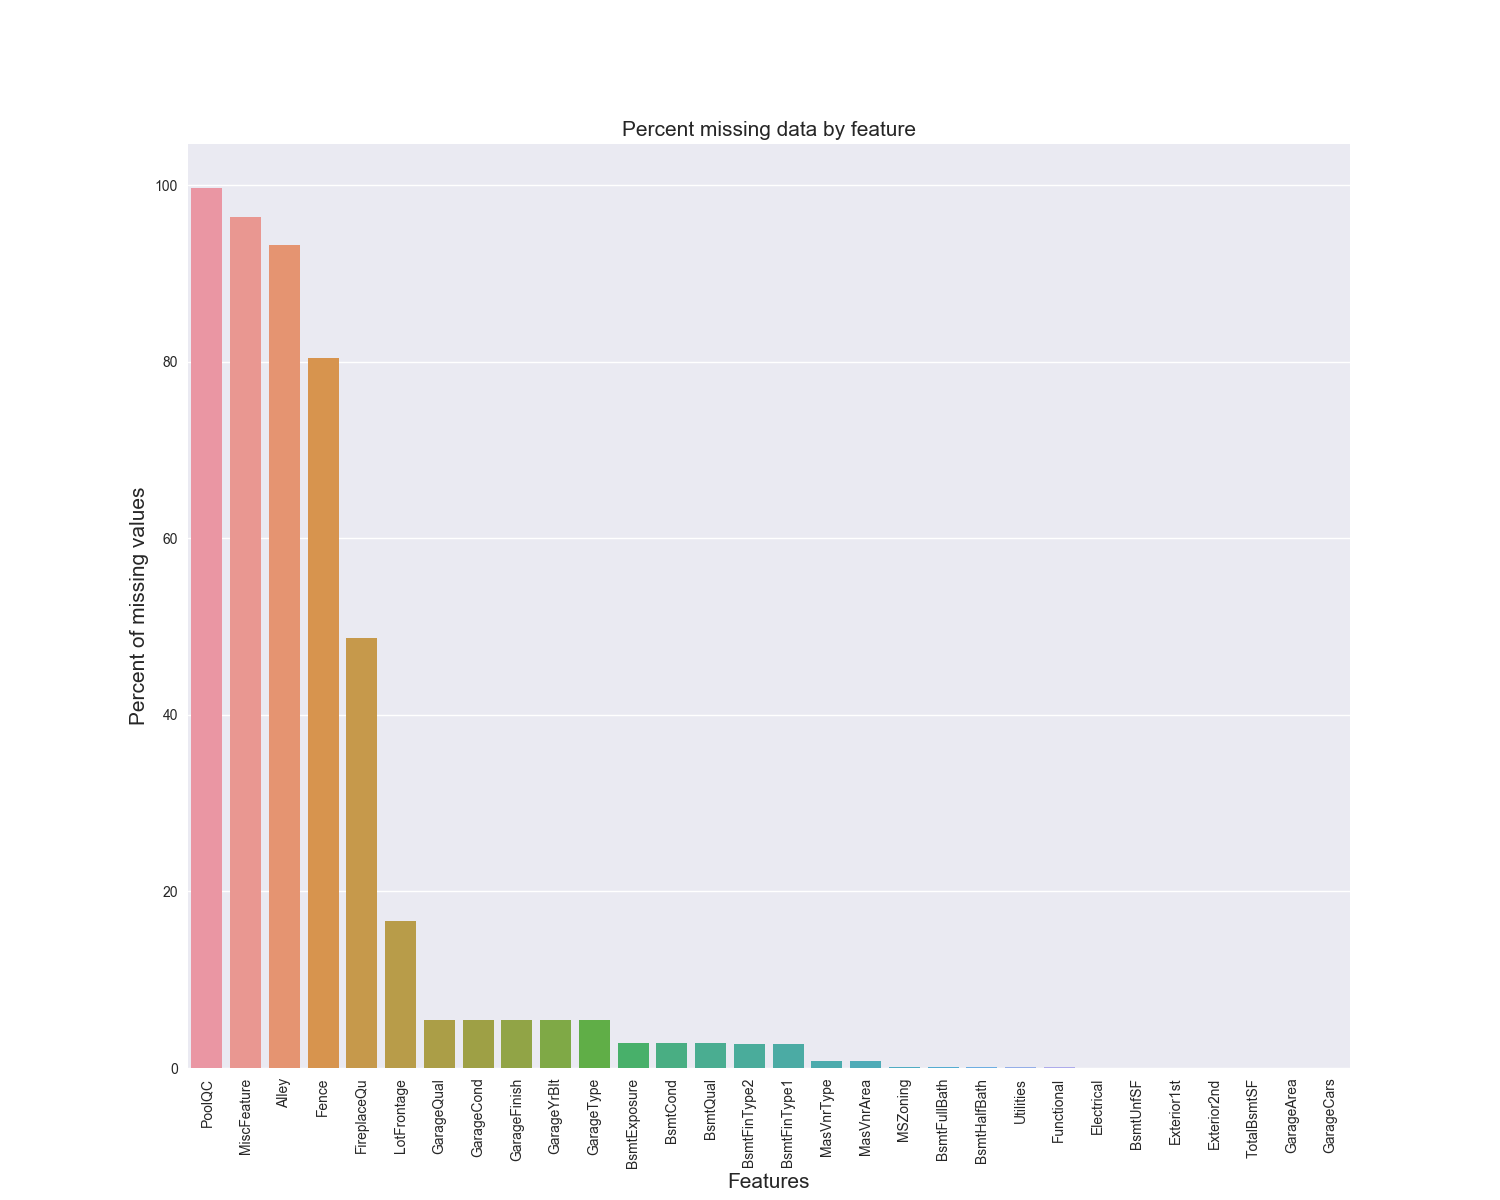 Percent missing data by feature
Percent of missing values
100
80
60
40
20
0
PoolQC
MiscFeature
Alley
Fence
FireplaceQu
LotFrontage
GarageQual
GarageCond
GarageFinish
GarageYrBlt
GarageType
BsmtExposure
BsmtCond
BsmtQual
BsmtFinType2
BsmtFinType1
MasVnrType
MasVnrArea
MSZoning
BsmtFullBath
BsmtHalfBath
Utilities
Functional
Electrical
BsmtUnfSF
Exterior1st
Exterior2nd
TotalBsmtSF
GarageArea
GarageCars
Features